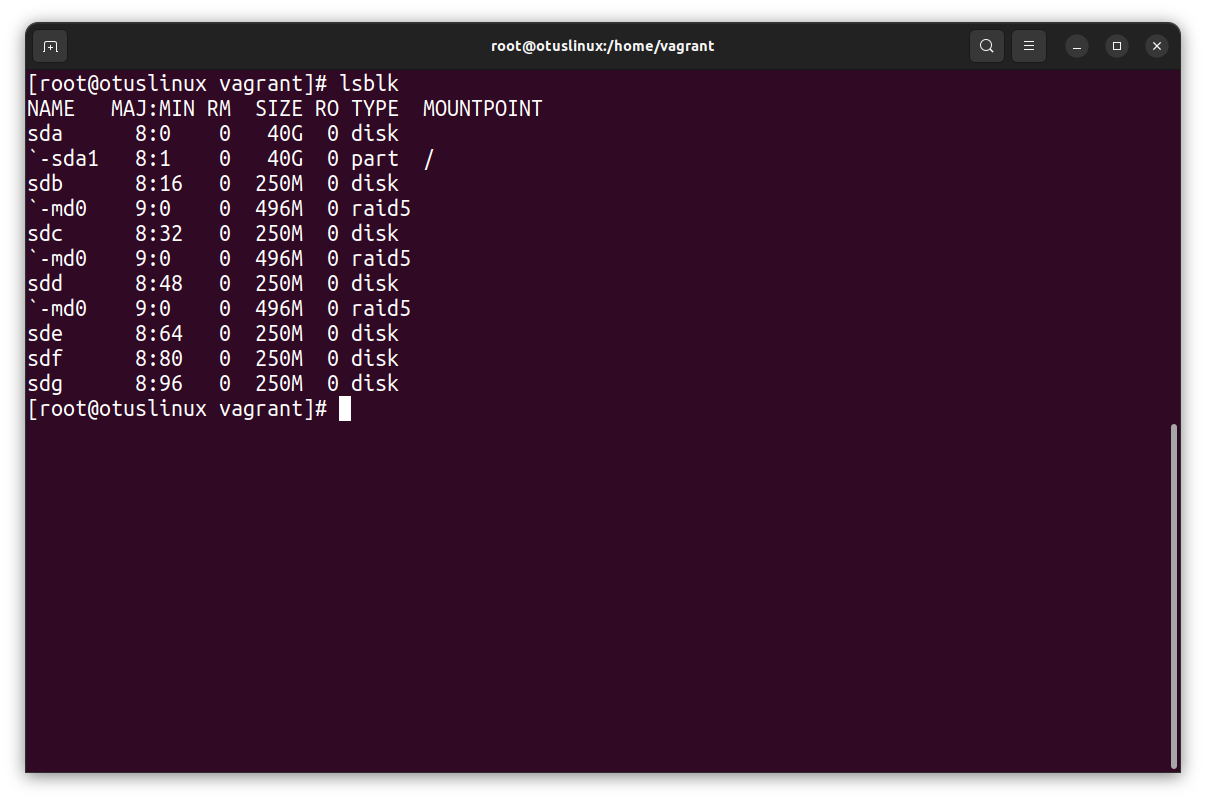 root@otuslinux:/home/vagrant
[root@otuslinux vagrant]# lsblk
NAME   MAJ:MIN RM  SIZE RO TYPE  MOUNTPOINT
sda      8:0    0   40G  0 disk
`-sda1   8:1    0   40G  0 part  /
sdb      8:16   0  250M  0 disk
`-md0    9:0    0  496M  0 raid5
sdc      8:32   0  250M  0 disk
`-md0    9:0    0  496M  0 raid5
sdd      8:48   0  250M  0 disk
`-md0    9:0    0  496M  0 raid5
sde      8:64   0  250M  0 disk
sdf      8:80   0  250M  0 disk
sdg      8:96   0  250M  0 disk
[root@otuslinux vagrant]#